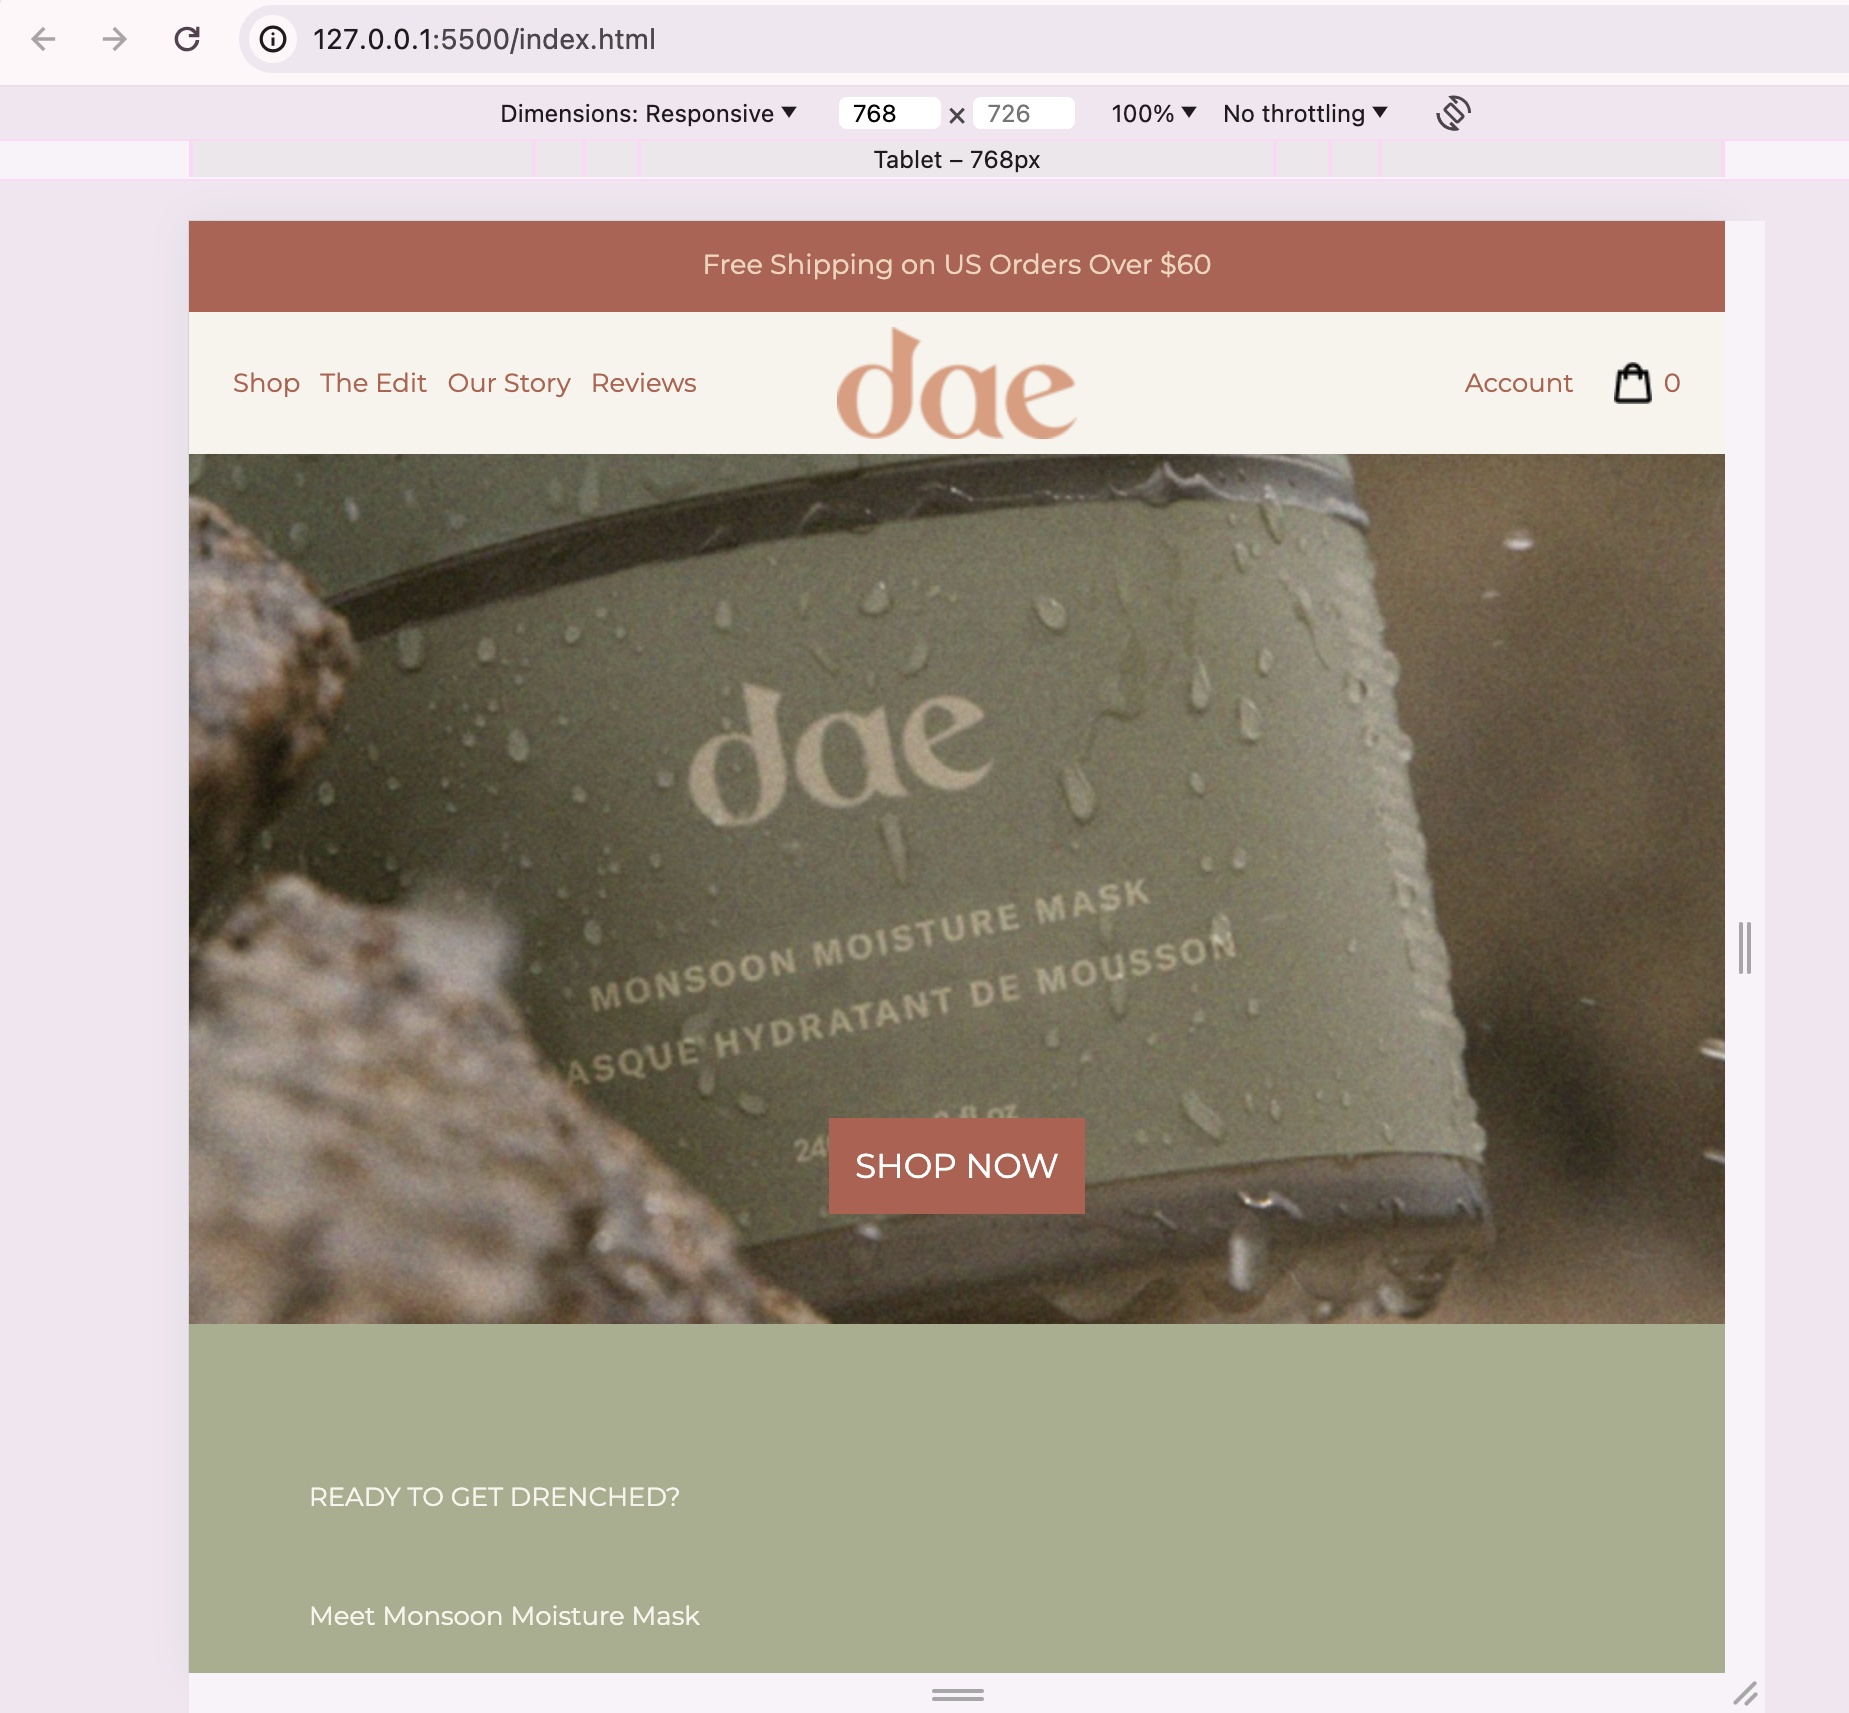 127.0.0.1:5500/index.html
Dimensions: Responsive 768 × 726 100% No throttling
Tablet – 768px
Free Shipping on US Orders Over $60
Shop The Edit Our Story Reviews dae Account 0
dae
MONSOON MOISTURE MASK
ASQUE HYDRATANT DE MOUSSON
fl oz
24
SHOP NOW
READY TO GET DRENCHED?
Meet Monsoon Moisture Mask